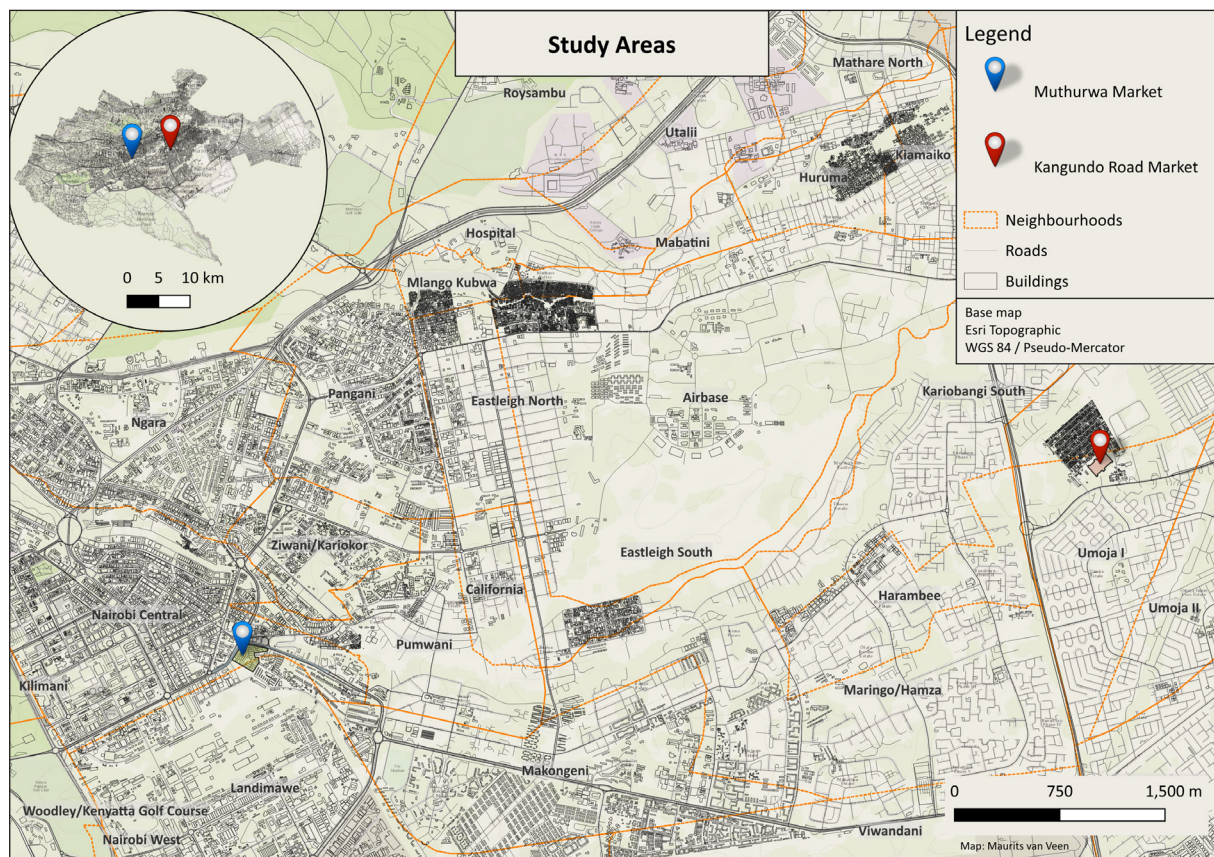 Study Areas
Legend
Muthurwa Market
Kangundo Road Market
Neighbourhoods
Roads
Buildings
Base map
Esri Topographic
WGS 84 / Pseudo-Mercator
0 5 10 km
Mathare North
Roysambu
Utalii
Kiamaiko
Huruma
Hospital
Mabatini
Mlango Kubwa
Pangani
Eastleigh North
Airbase
Kariobangi South
Ngara
Ziwani/Kariokor
Eastleigh South
Umoja I
California
Harambee
Nairobi Central
Umoja II
Pumwani
Kilimani
Maringo/Hamza
Makongeni
Landimawe
0 750 1,500 m
Woodley/Kenyatta Golf Course
Viwandani
Nairobi West
Map: Maurits van Veen